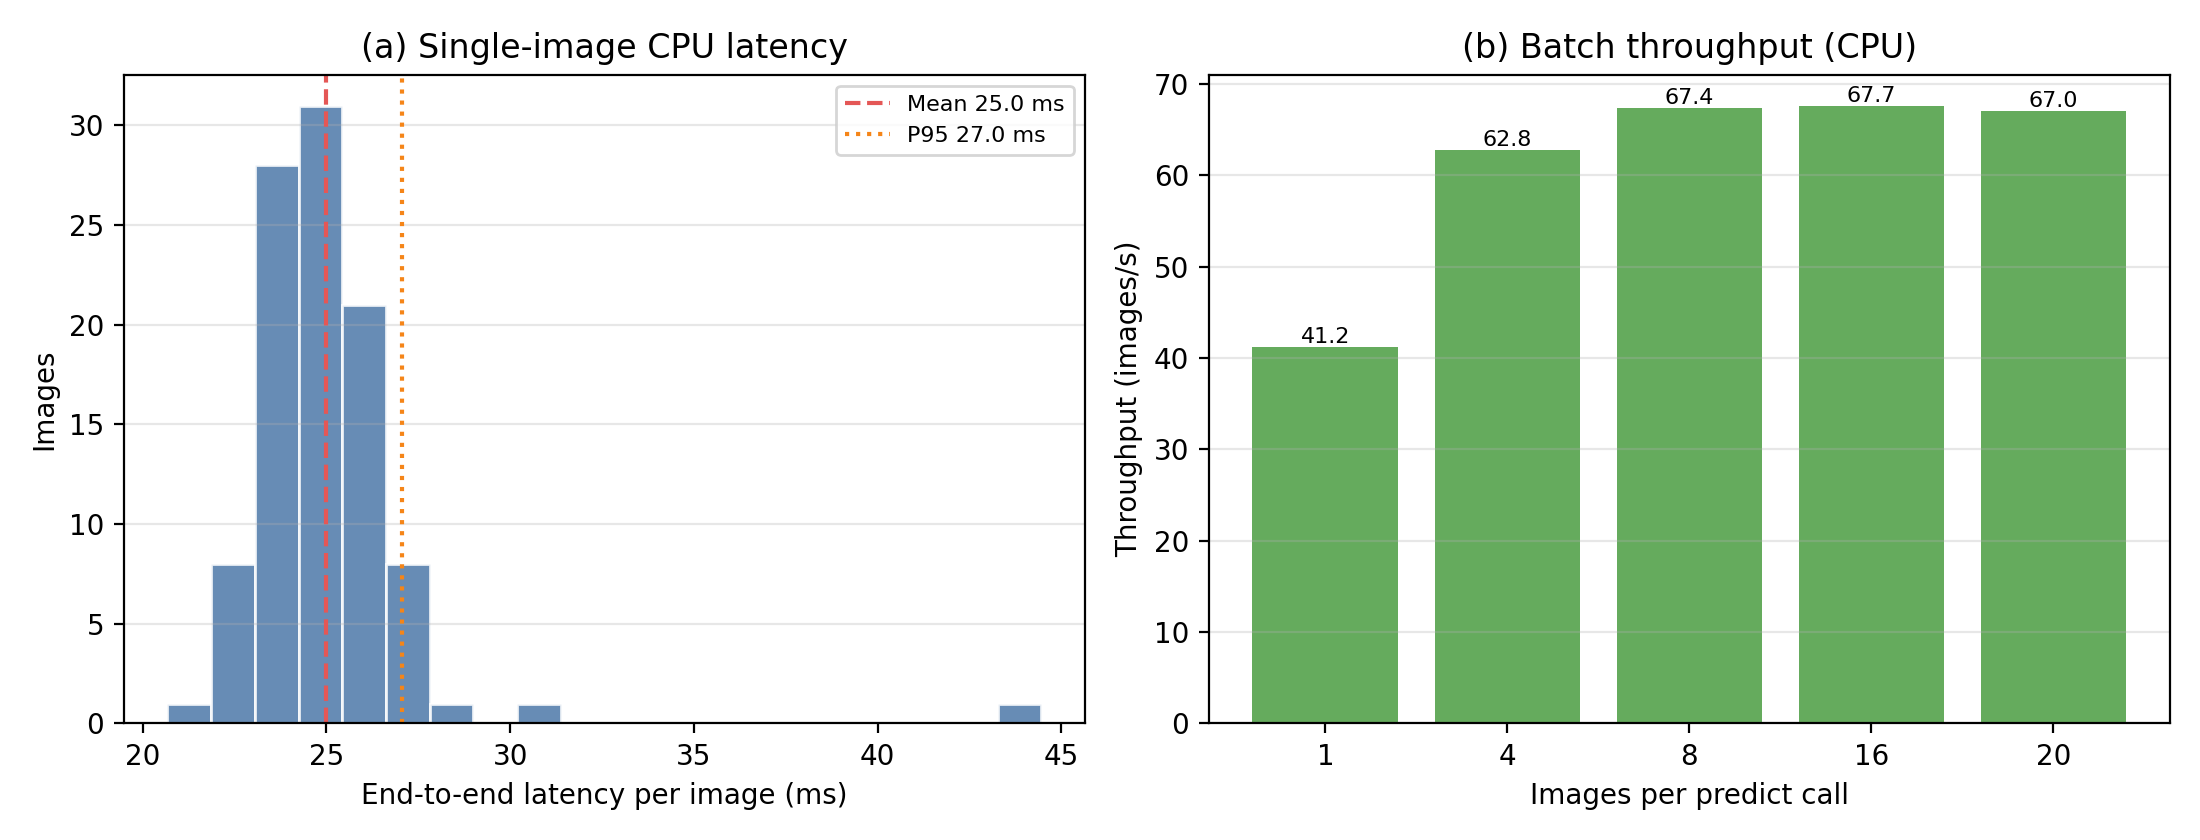 (a) Single-image CPU latency
Mean 25.0 ms
P95 27.0 ms
Images
30
25
20
15
10
5
0
20 25 30 35 40 45
End-to-end latency per image (ms)
(b) Batch throughput (CPU)
Throughput (images/s)
70
60
50
40
30
20
10
0
41.2
62.8
67.4
67.7
67.0
1 4 8 16 20
Images per predict call